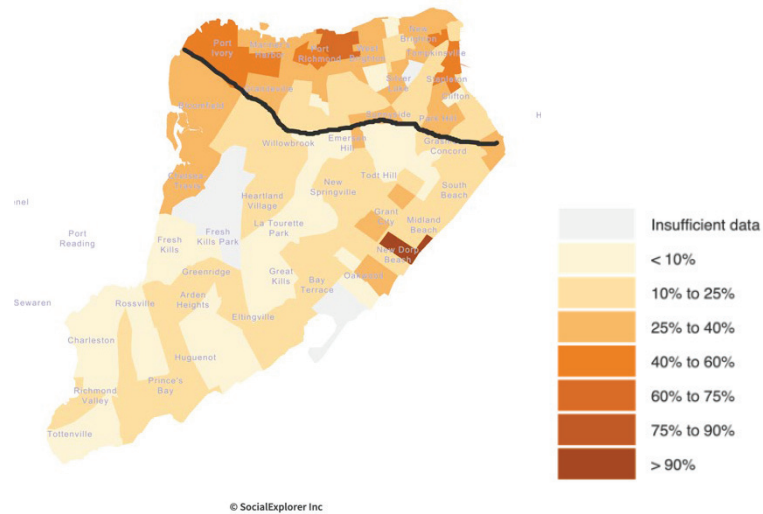 New
Brighton
Port
Ivory
Port
Richmond
West
Brighton
Tompkinsville
Silver
Lake
Stapleton
Clifton
Bloomfield
Park Hill
Willowbrook
Emerson
Hill
Concord
Todt Hill
South
Beach
New
Springville
Heartland
Village
nel
Port
Reading
Fresh
Kills
Fresh
Kills Park
La Tourette
Park
Grant
City
Midland
Beach
New Dorp
Beach
Greenridge
Great
Kills
Oakwood
Bay
Terrace
Sewaren
Rossville
Arden
Heights
Ellingville
Charleston
Huguenot
Prince's
Bay
Richmond
Valley
Tottenville
H
Insufficient data
< 10%
10% to 25%
25% to 40%
40% to 60%
60% to 75%
75% to 90%
> 90%
© SocialExplorer Inc